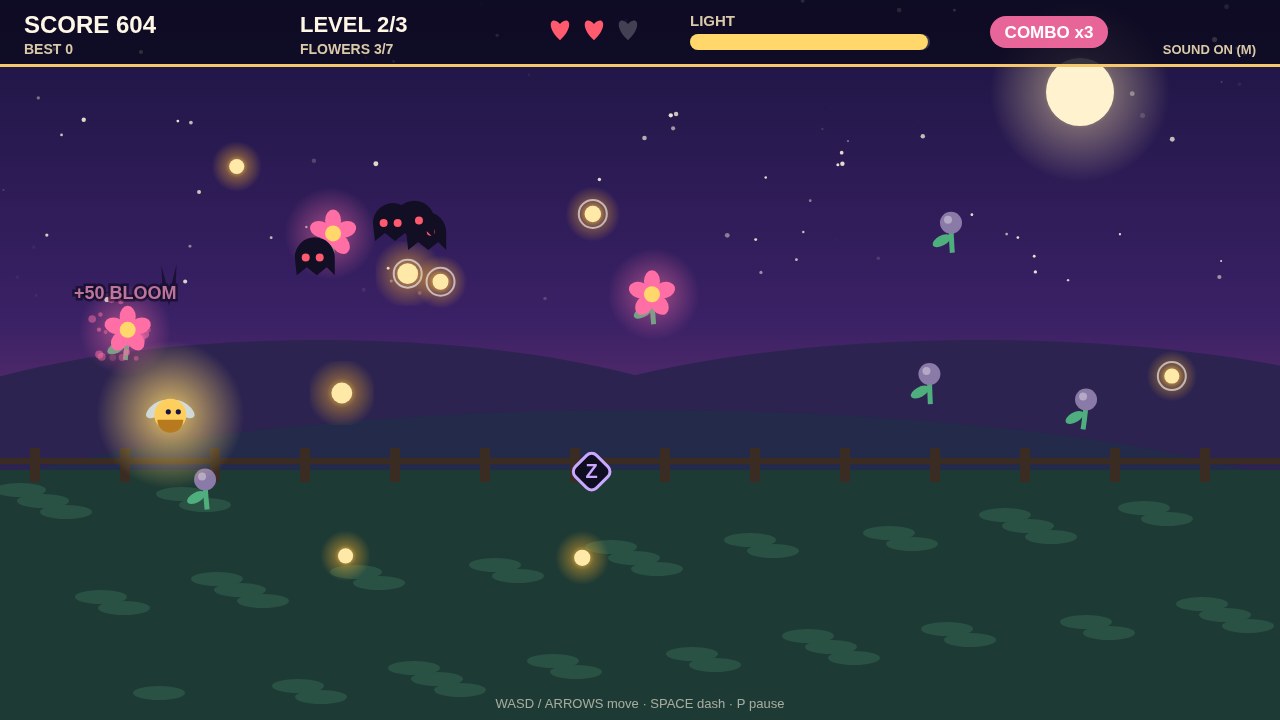 SCORE 604
BEST 0
LEVEL 2/3
FLOWERS 3/7
LIGHT
COMBO x3
SOUND ON (M)
+50 BLOOM
Z
WASD / ARROWS move · SPACE dash · P pause